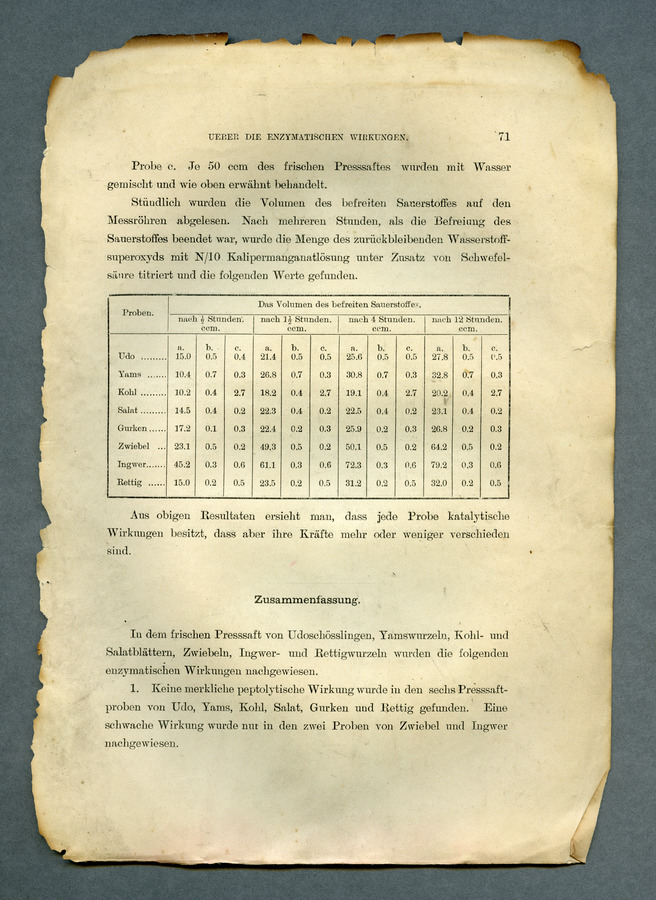 UEBER DIE ENZYMATISCHEN WIRKUNGEN. 71
Probe c. Je 50 ccm des frischen Presssaftes wurden mit Wasser
gemischt und wie oben erwähnt behandelt.
Stündlich wurden die Volumen des befreiten Sauerstoffes auf den
Messröhren abgelesen. Nach mehreren Stunden, als die Befreiung des
Sauerstoffes beendet war, wurde die Menge des zurückbleibenden Wasserstoff-
superoxyds mit N/10 Kalipermanganatlösung unter Zusatz von Schwefel-
säure titriert und die folgenden Werte gefunden.
Proben. Das Volumen des befreiten Sauerstoffes.
nach ½ Stunden. nach 1½ Stunden. nach 4 Stunden. nach 12 Stunden.
ccm. ccm. ccm. ccm.
a. b. c. a. b. c. a. b. c. a. b. c.
Udo ......... 15.0 0.5 0.4 21.4 0.5 0.5 25.6 0.5 0.5 27.8 0.5 0.5
Yams ....... 10.4 0.7 0.3 26.8 0.7 0.3 30.8 0.7 0.3 32.8 0.7 0.3
Kohl ......... 10.2 0.4 2.7 18.2 0.4 2.7 19.1 0.4 2.7 20.2 0.4 2.7
Salat ......... 14.5 0.4 0.2 22.3 0.4 0.2 22.5 0.4 0.2 23.1 0.4 0.2
Gurken ...... 17.2 0.1 0.3 22.4 0.2 0.3 25.9 0.2 0.3 26.8 0.2 0.3
Zwiebel ... 23.1 0.5 0.2 49.3 0.5 0.2 50.1 0.5 0.2 64.2 0.5 0.2
Ingwer....... 45.2 0.3 0.6 61.1 0.3 0.6 72.3 0.3 0.6 79.2 0.3 0.6
Rettig ...... 15.0 0.2 0.5 23.5 0.2 0.5 31.2 0.2 0.5 32.0 0.2 0.5
Aus obigen Resultaten ersieht man, dass jede Probe katalytische
Wirkungen besitzt, dass aber ihre Kräfte mehr oder weniger verschieden
sind.
Zusammenfassung.
In dem frischen Presssaft von Udoschösslingen, Yamswurzeln, Kohl- und
Salatblättern, Zwiebeln, Ingwer- und Rettigwurzeln wurden die folgenden
enzymatischen Wirkungen nachgewiesen.
1. Keine merkliche peptolytische Wirkung wurde in den sechs Presssaft-
proben von Udo, Yams, Kohl, Salat, Gurken und Rettig gefunden. Eine
schwache Wirkung wurde nur in den zwei Proben von Zwiebel und Ingwer
nachgewiesen.